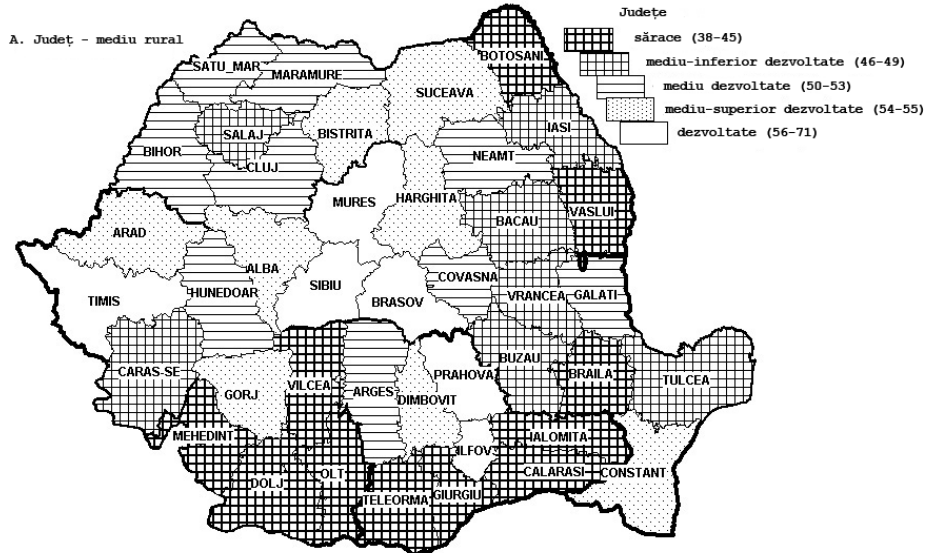 Județe
A. Județ - mediu rural
sărace (38-45)
mediu-inferior dezvoltate (46-49)
mediu dezvoltate (50-53)
mediu-superior dezvoltate (54-55)
dezvoltate (56-71)
BOTOSANI
SATU_MAR
MARAMURE
SUCEAVA
IASI
SALAJ
BISTRITA
BIHOR
CLUJ
NEAMT
MURES
HARGHITA
VASLUI
BACAU
ARAD
ALBA
COVASNA
HUNEDOAR
SIBIU
VRANCEA
GALATI
TIMIS
BRASOV
BUZAU
CARAS-SE
PRAHOVA
BRAILA
TULCEA
VILCEA
GORJ
ARGES
DIMBOVIT
MEHEDINT
IALOMITA
ILFOV
OLT
CALARASI
CONSTANT
DOLJ
GIURGIU
TELEORMA